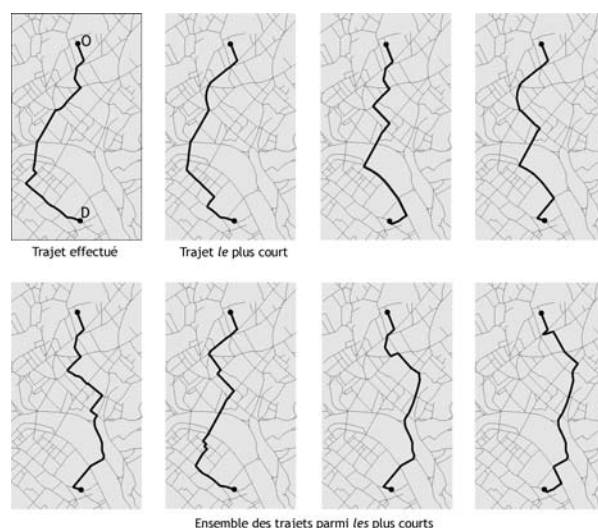 O
D
Trajet effectué
Trajet le plus court
Ensemble des trajets parmi les plus courts